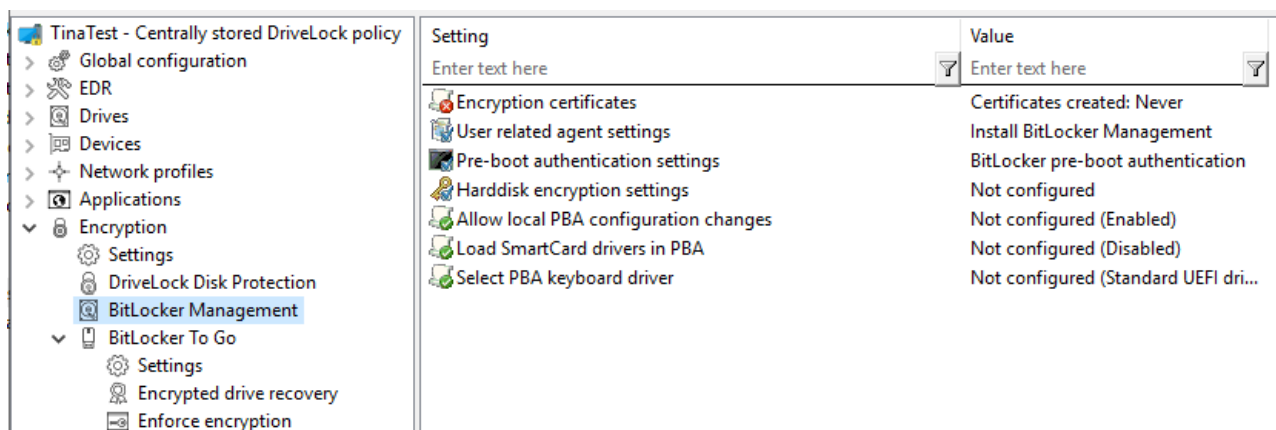 TinaTest - Centrally stored DriveLock policy
Global configuration
EDR
Drives
Devices
Network profiles
Applications
Encryption
Settings
DriveLock Disk Protection
BitLocker Management
BitLocker To Go
Settings
Encrypted drive recovery
Enforce encryption
Setting Value
Enter text here Enter text here
Encryption certificates Certificates created: Never
User related agent settings Install BitLocker Management
Pre-boot authentication settings BitLocker pre-boot authentication
Harddisk encryption settings Not configured
Allow local PBA configuration changes Not configured (Enabled)
Load SmartCard drivers in PBA Not configured (Disabled)
Select PBA keyboard driver Not configured (Standard UEFI dri...